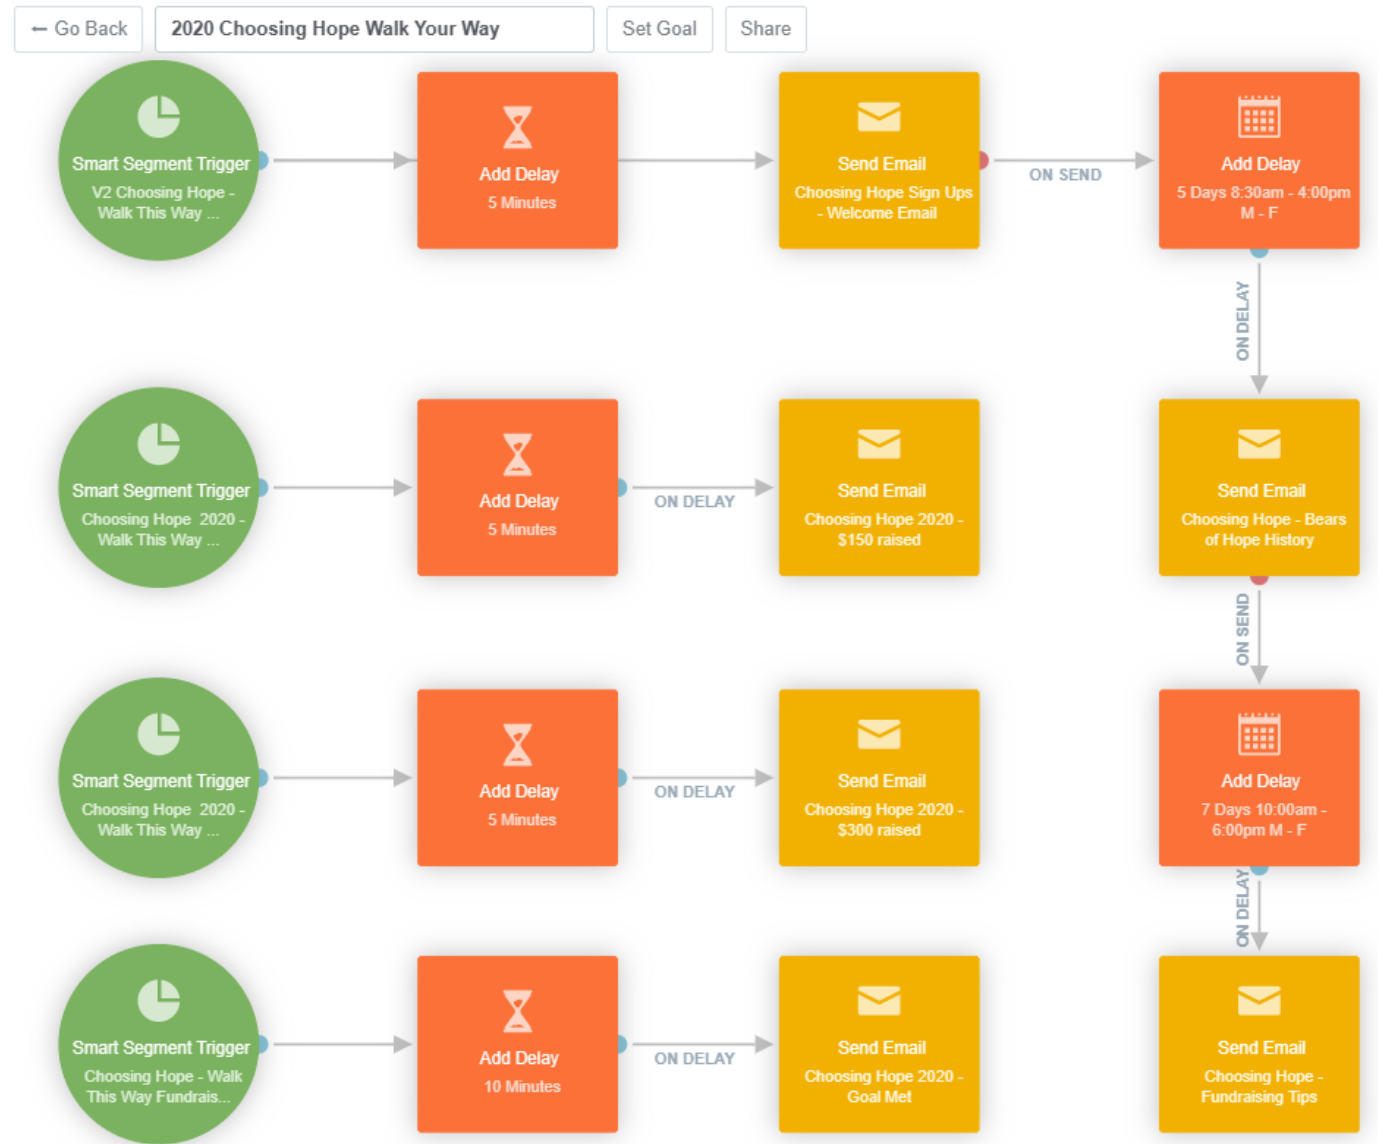 ← Go Back
2020 Choosing Hope Walk Your Way
Set Goal
Share
Smart Segment Trigger
V2 Choosing Hope -
Walk This Way ...
Add Delay
5 Minutes
Send Email
Choosing Hope Sign Ups
- Welcome Email
ON SEND
Add Delay
5 Days 8:30am - 4:00pm
M - F
ON DELAY
Smart Segment Trigger
Choosing Hope 2020 -
Walk This Way ...
Add Delay
5 Minutes
ON DELAY
Send Email
Choosing Hope 2020 -
$150 raised
Send Email
Choosing Hope - Bears
of Hope History
ON SEND
Smart Segment Trigger
Choosing Hope 2020 -
Walk This Way ...
Add Delay
5 Minutes
ON DELAY
Send Email
Choosing Hope 2020 -
$300 raised
Add Delay
7 Days 10:00am -
6:00pm M - F
ON DELAY
Smart Segment Trigger
Choosing Hope - Walk
This Way Fundrais...
Add Delay
10 Minutes
ON DELAY
Send Email
Choosing Hope 2020 -
Goal Met
Send Email
Choosing Hope -
Fundraising Tips